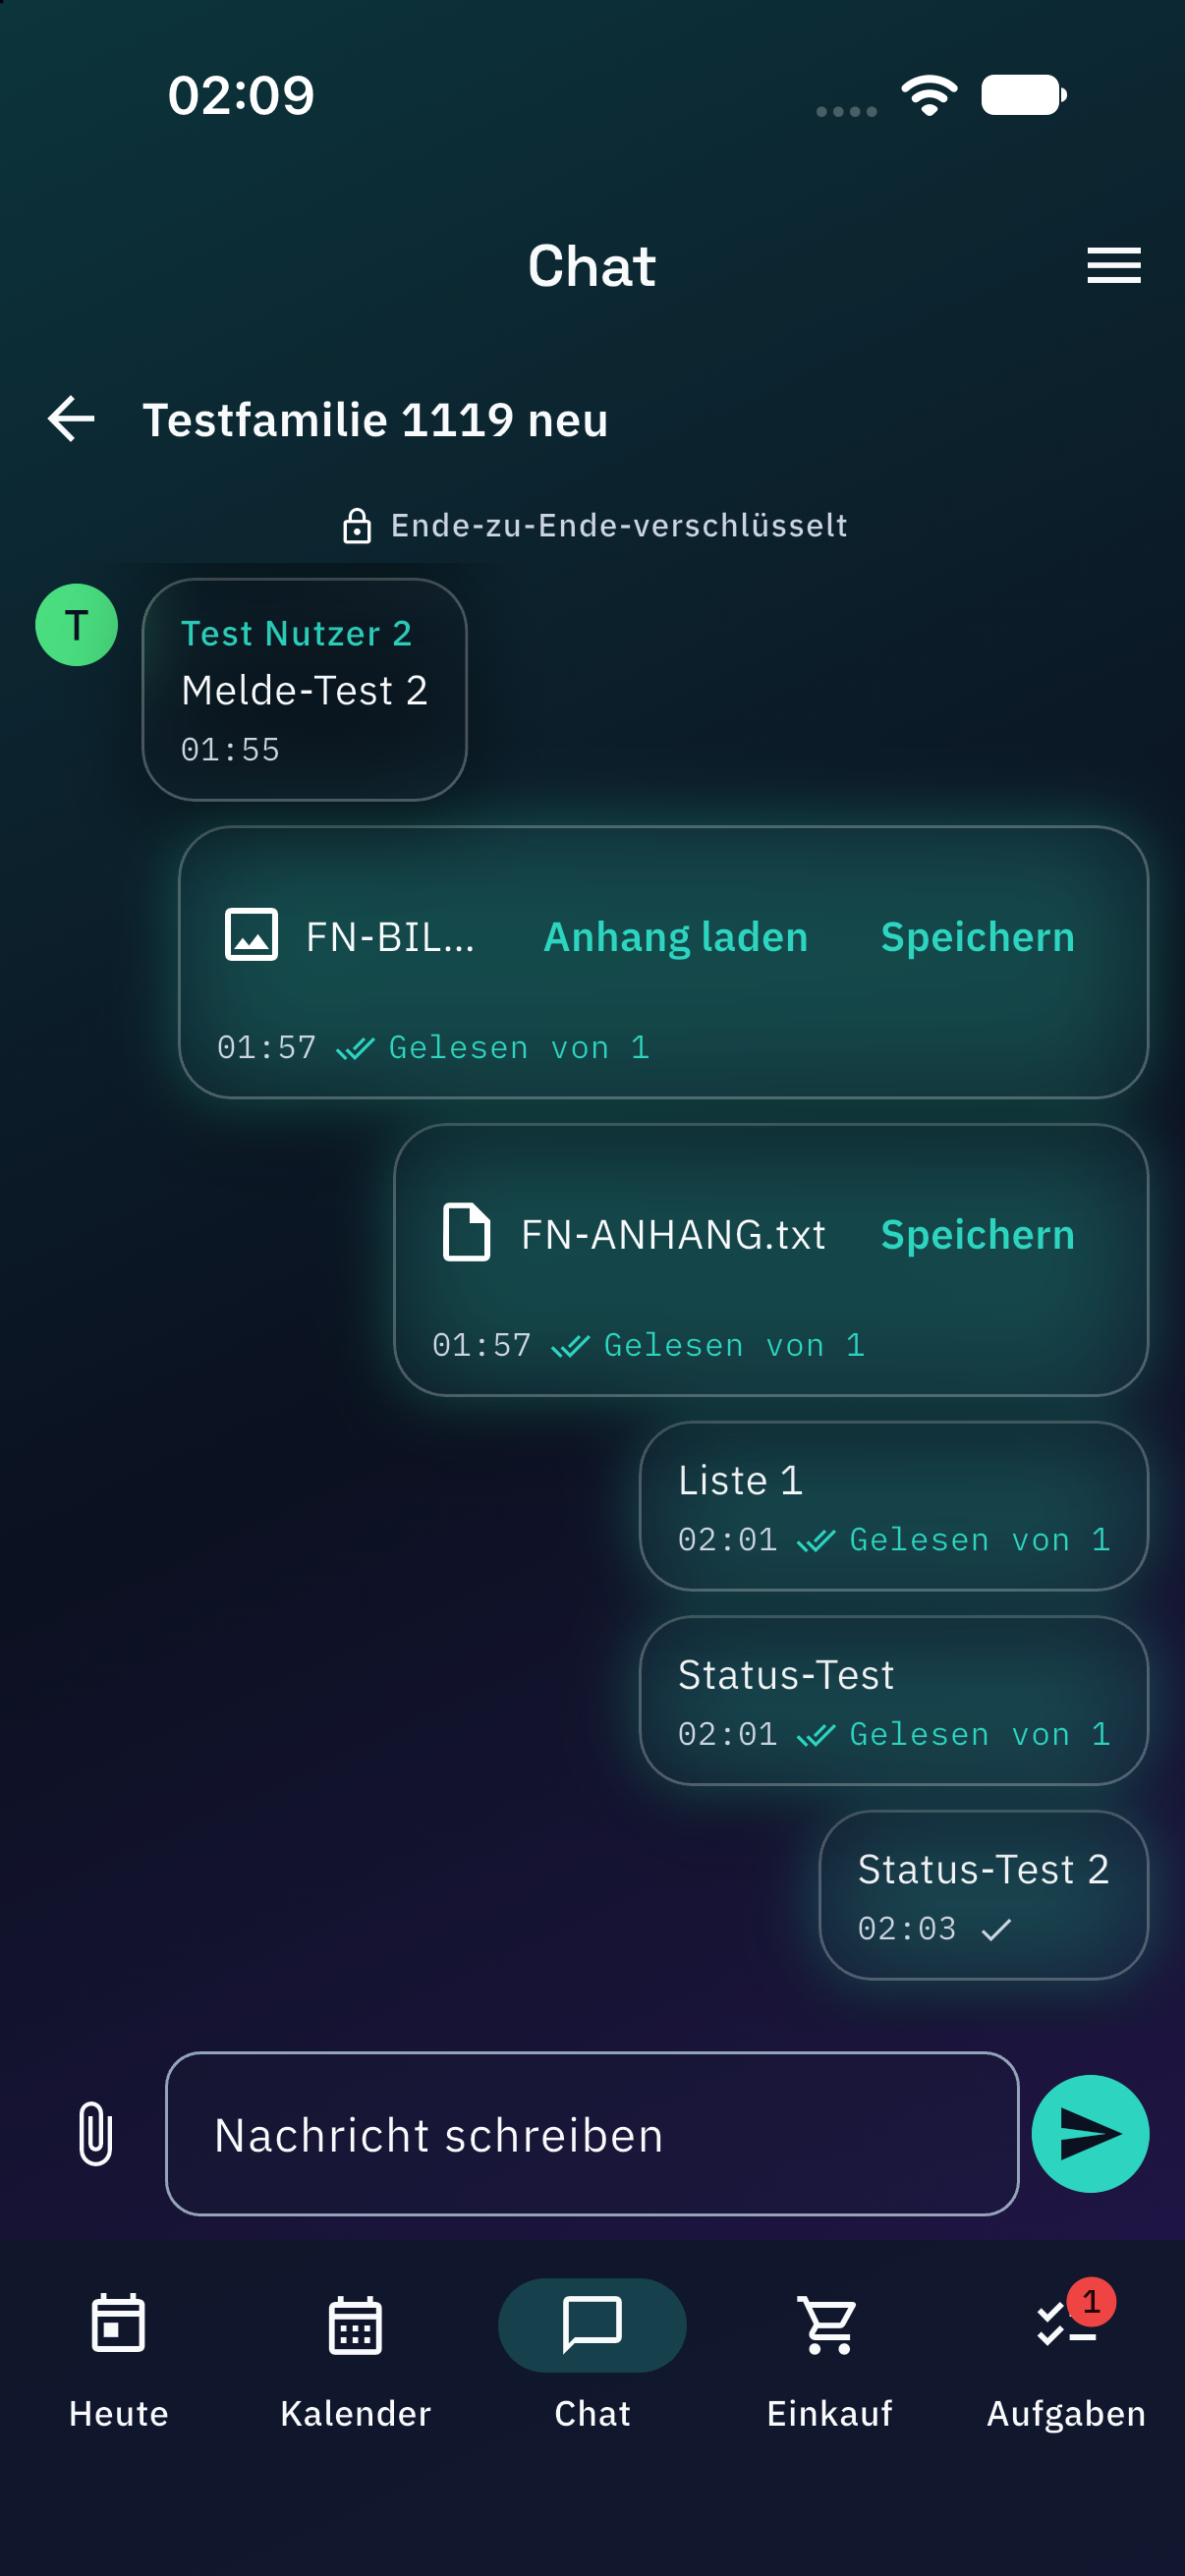 02:09
Chat
Testfamilie 1119 neu
Ende-zu-Ende-verschlüsselt
T
Test Nutzer 2
Melde-Test 2
01:55
FN-BIL... Anhang laden Speichern
01:57 Gelesen von 1
FN-ANHANG.txt Speichern
01:57 Gelesen von 1
Liste 1
02:01 Gelesen von 1
Status-Test
02:01 Gelesen von 1
Status-Test 2
02:03
Nachricht schreiben
1
Heute Kalender Chat Einkauf Aufgaben